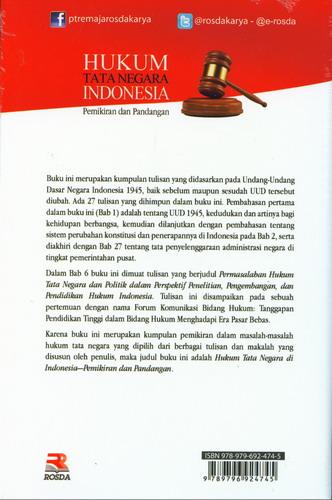 ptremajarosdakarya
@rosdakarya - @e-rosda
HUKUM
TATA NEGARA
INDONESIA
Pemikiran dan Pandangan
Buku ini merupakan kumpulan tulisan yang didasarkan pada Undang-Undang
Dasar Negara Indonesia 1945, baik sebelum maupun sesudah UUD tersebut
diubah. Ada 27 tulisan yang dihimpun dalam buku ini. Pembahasan pertama
dalam buku ini (Bab 1) adalah tentang UUD 1945, kedudukan dan artinya bagi
kehidupan berbangsa, kemudian dilanjutkan dengan pembahasan tentang
sistem perubahan konstitusi dan penerapannya di Indonesia pada Bab 2, serta
diakhiri dengan Bab 27 tentang tata penyelenggaraan administrasi negara di
tingkat pemerintahan pusat.
Dalam Bab 6 buku ini dimuat tulisan yang berjudul Permasalahan Hukum
Tata Negara dan Politik dalam Perspektif Penelitian, Pengembangan, dan
Pendidikan Hukum Indonesia. Tulisan ini disampaikan pada sebuah
pertemuan dengan nama Forum Komunikasi Bidang Hukum: Tanggapan
Pendidikan Tinggi dalam Bidang Hukum Menghadapi Era Pasar Bebas.
Karena buku ini merupakan kumpulan pemikiran dalam masalah-masalah
hukum tata negara yang dipilih dari berbagai tulisan dan makalah yang
disusun oleh penulis, maka judul buku ini adalah Hukum Tata Negara di
Indonesia—Pemikiran dan Pandangan.
ROSDA
ISBN 978-979-692-474-5
9 789796 924745